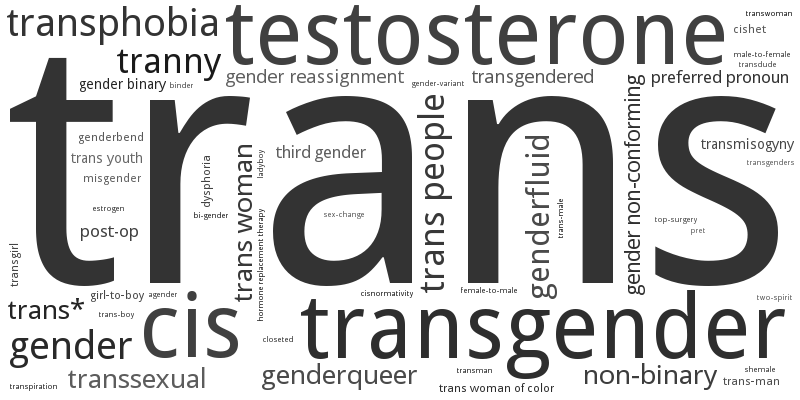 transphobia
testosterone
transwoman
cishet
tranny
male-to-female
transdude
gender binary
binder
gender reassignment
gender-variant
transgendered
preferred pronoun
trans
genderbend
trans youth
misgender
estrogen
post-op
dysphoria
bi-gender
trans woman
ladyboy
hormone replacement therapy
third gender
sex-change
trans people
genderfluid
trans-male
gender non-conforming
transmisogyny
transgenders
top-surgery
pret
transgirl
girl-to-boy
agender
cisnormativity
female-to-male
two-spirit
trans*
trans-boy
cis
transgender
gender
closeted
transpiration
transsexual
genderqueer
transman
trans woman of color
non-binary
shemale
trans-man